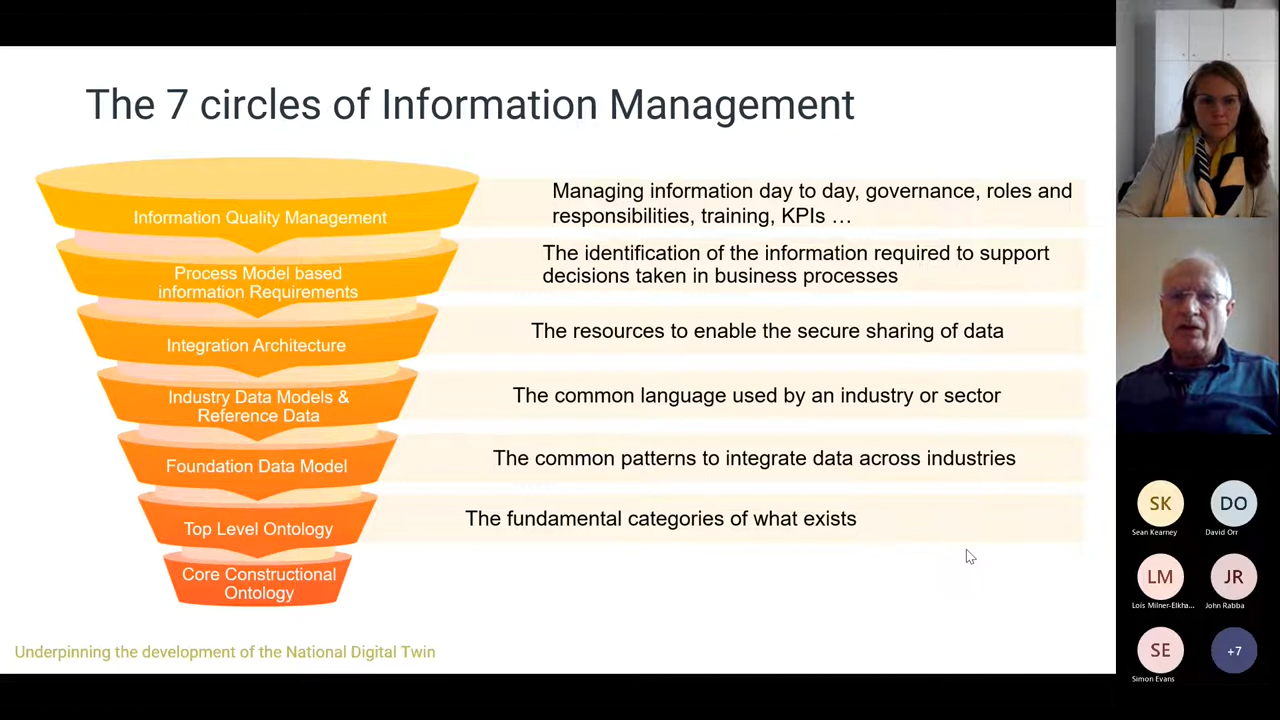 The 7 circles of Information Management
Information Quality Management
Managing information day to day, governance, roles and
responsibilities, training, KPIs …
Process Model based
information Requirements
The identification of the information required to support
decisions taken in business processes
Integration Architecture
The resources to enable the secure sharing of data
Industry Data Models &
Reference Data
The common language used by an industry or sector
Foundation Data Model
The common patterns to integrate data across industries
Top Level Ontology
The fundamental categories of what exists
Core Constructional
Ontology
Underpinning the development of the National Digital Twin
SK
Sean Kearney
DO
David Orr
LM
Lois Milner-Elkha...
JR
John Rabba
SE
Simon Evans
+7